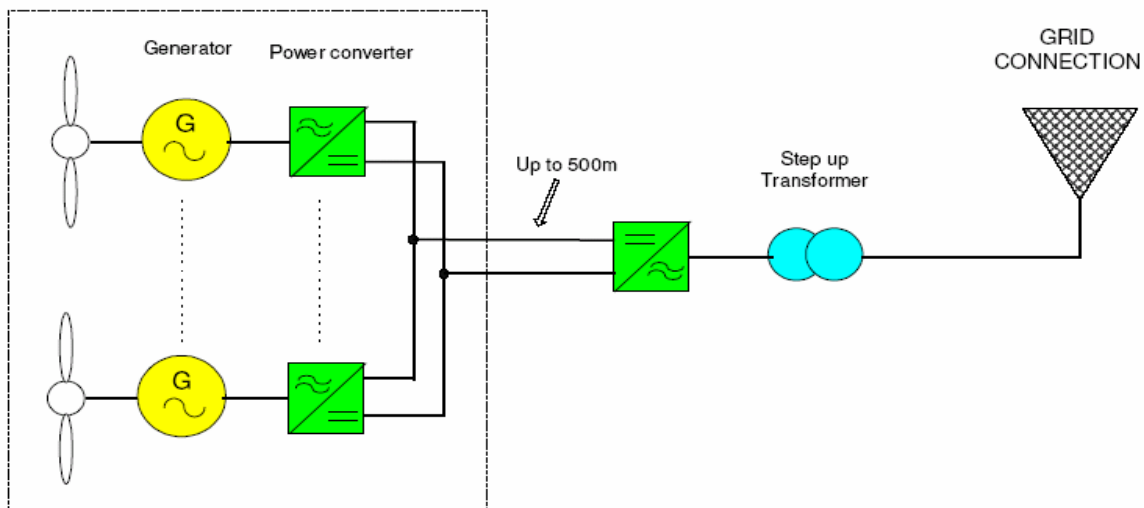 Generator
Power converter
GRID
CONNECTION
G
Up to 500m
Step up
Transformer
G